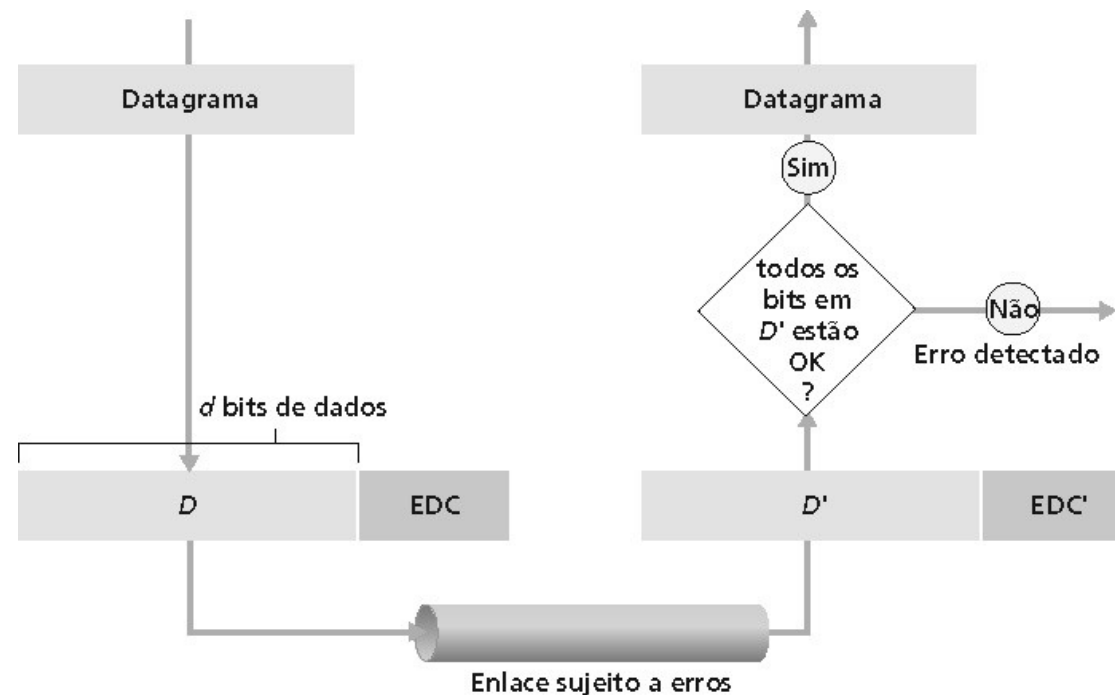 Datagrama
Datagrama
Sim
todos os
bits em
D' estão
OK
?
Não
Erro detectado
d bits de dados
D
EDC
D'
EDC'
Enlace sujeito a erros